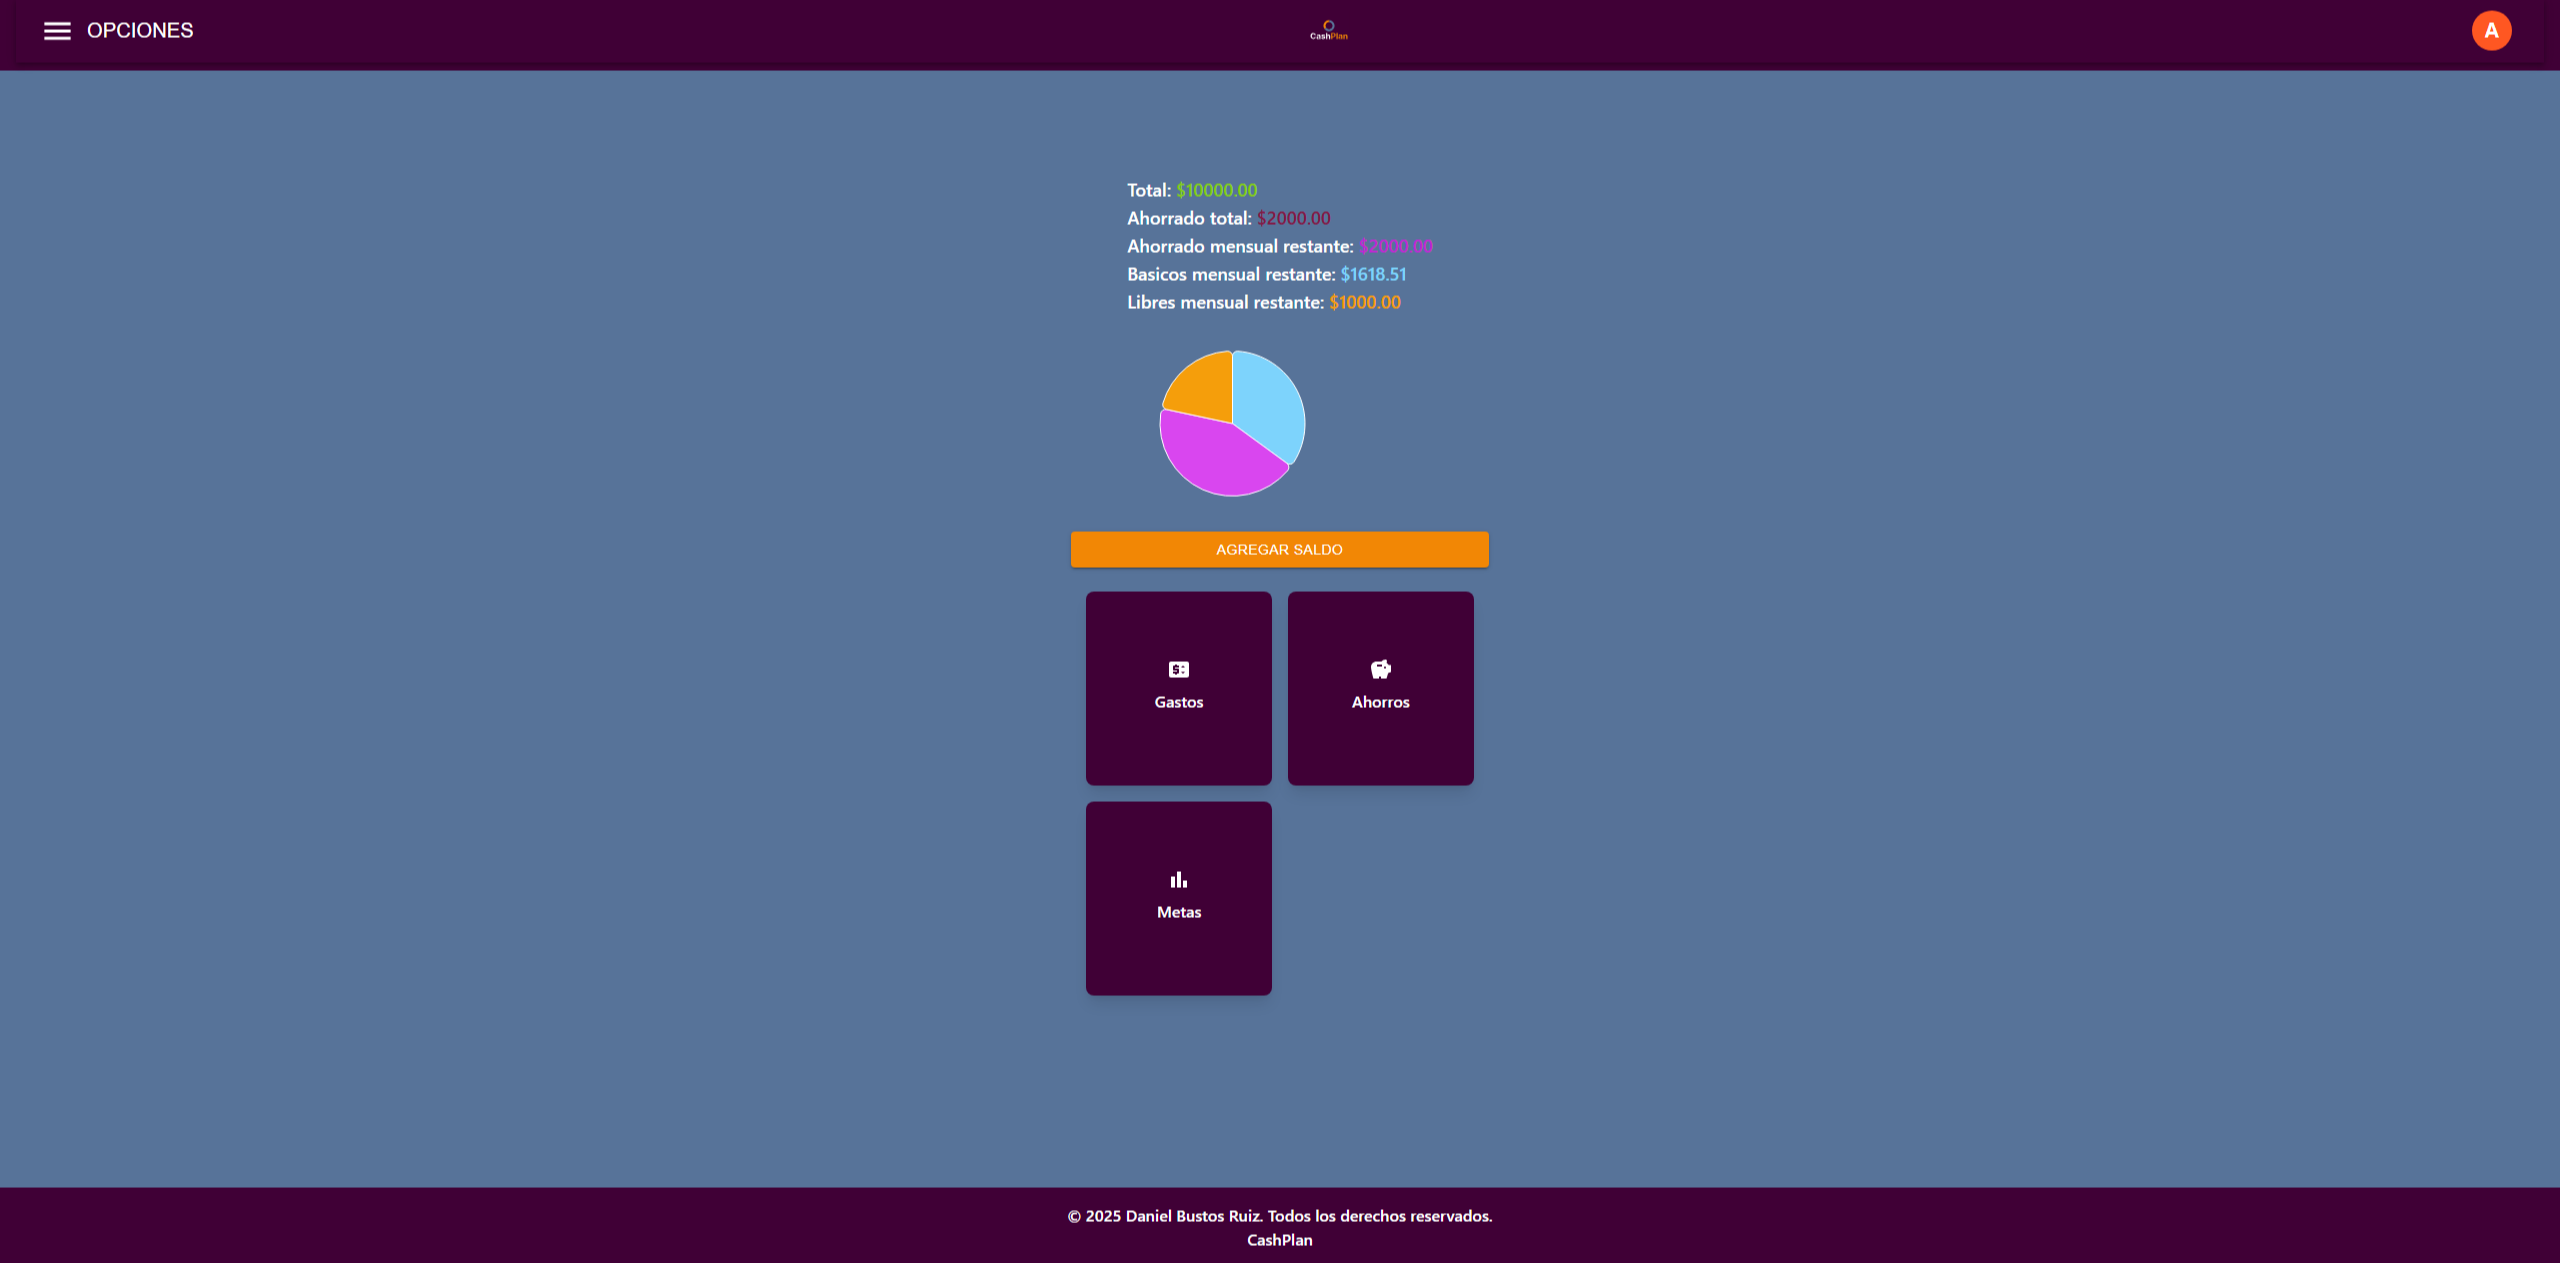 OPCIONES
CashPlan
A
Total: $10000.00
Ahorrado total: $2000.00
Ahorrado mensual restante: $2000.00
Basicos mensual restante: $1618.51
Libres mensual restante: $1000.00
AGREGAR SALDO
Gastos
Ahorros
Metas
© 2025 Daniel Bustos Ruiz. Todos los derechos reservados.
CashPlan